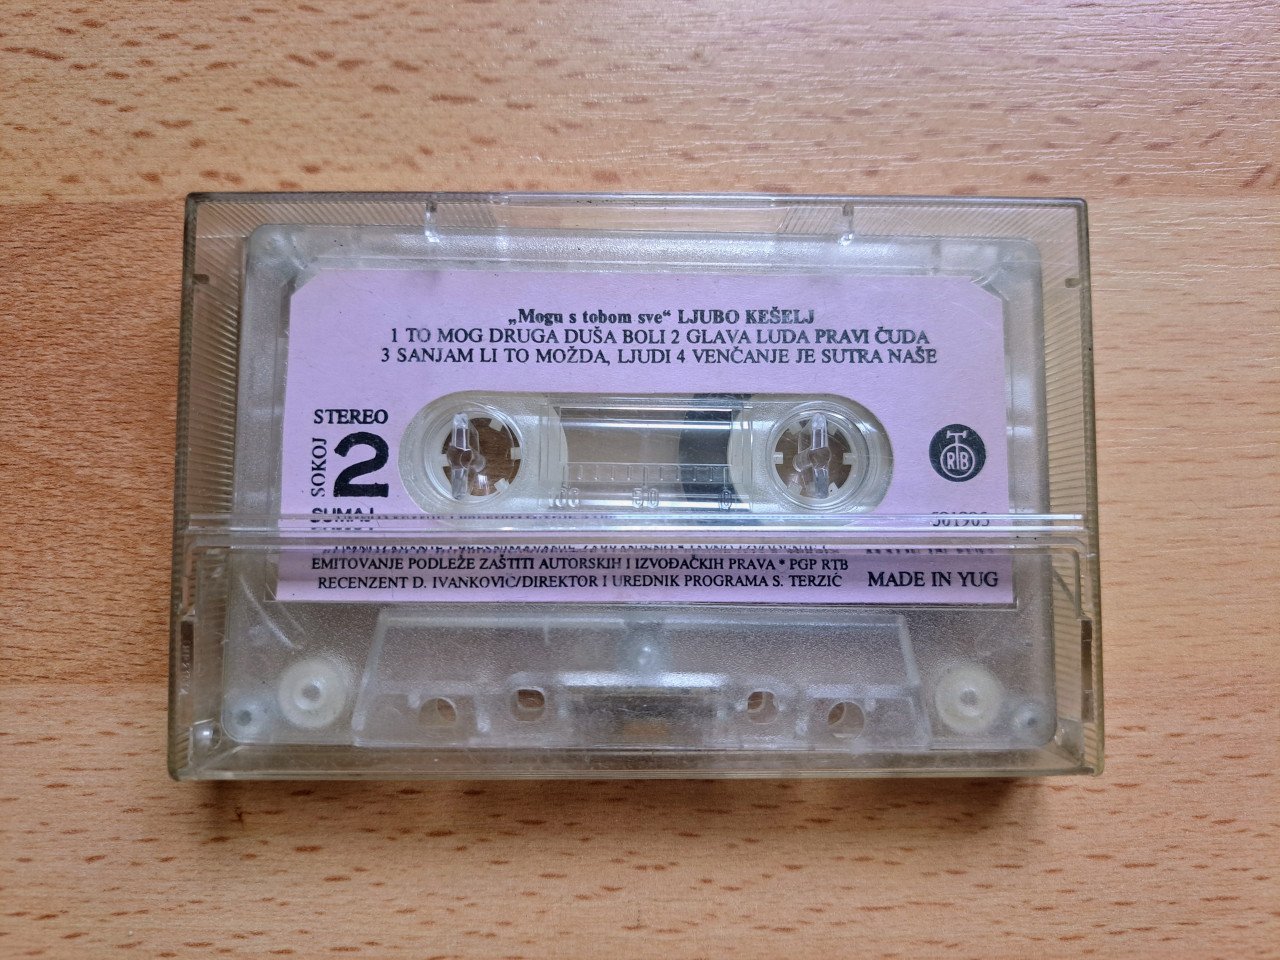 „Mogu s tobom sve“ LJUBO KEŠELJ
1 TO MOG DRUGA DUŠA BOLI 2 GLAVA LUDA PRAVI ČUDA
3 SANJAM LI TO MOŽDA, LJUDI 4 VENČANJE JE SUTRA NAŠE
STEREO
SOKOJ
2
SUMAJ
RTB
50
EMITOVANJE PODLEŽE ZAŠTITI AUTORSKIH I IZVOĐAČKIH PRAVA * PGP RTB
RECENZENT D. IVANKOVIĆ/DIREKTOR I UREDNIK PROGRAMA S. TERZIĆ
MADE IN YUG